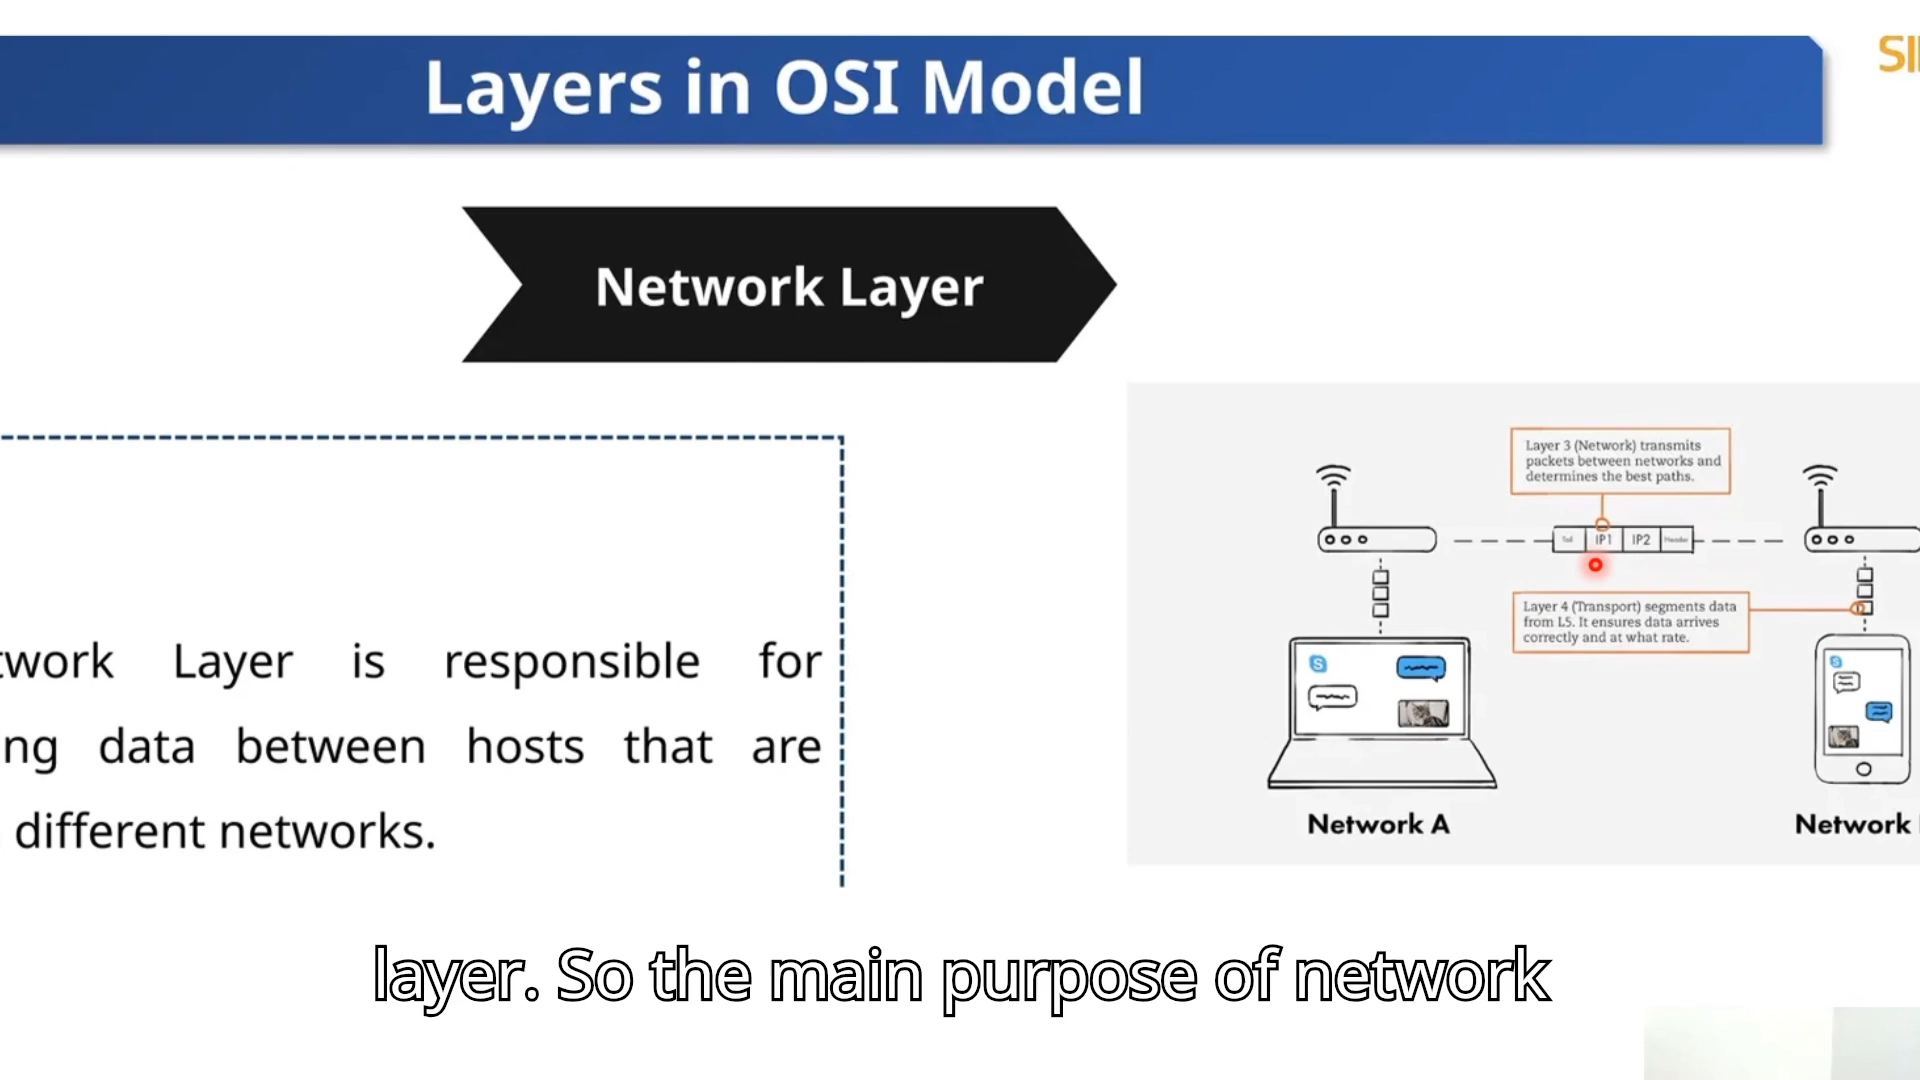 Layers in OSI Model
Network Layer
Layer 3 (Network) transmits
packets between networks and
determines the best paths.
IP1 IP2 Header
Layer 4 (Transport) segments data
from L5. It ensures data arrives
correctly and at what rate.
Network A
Network
twork Layer is responsible for
ng data between hosts that are
different networks.
layer. So the main purpose of network